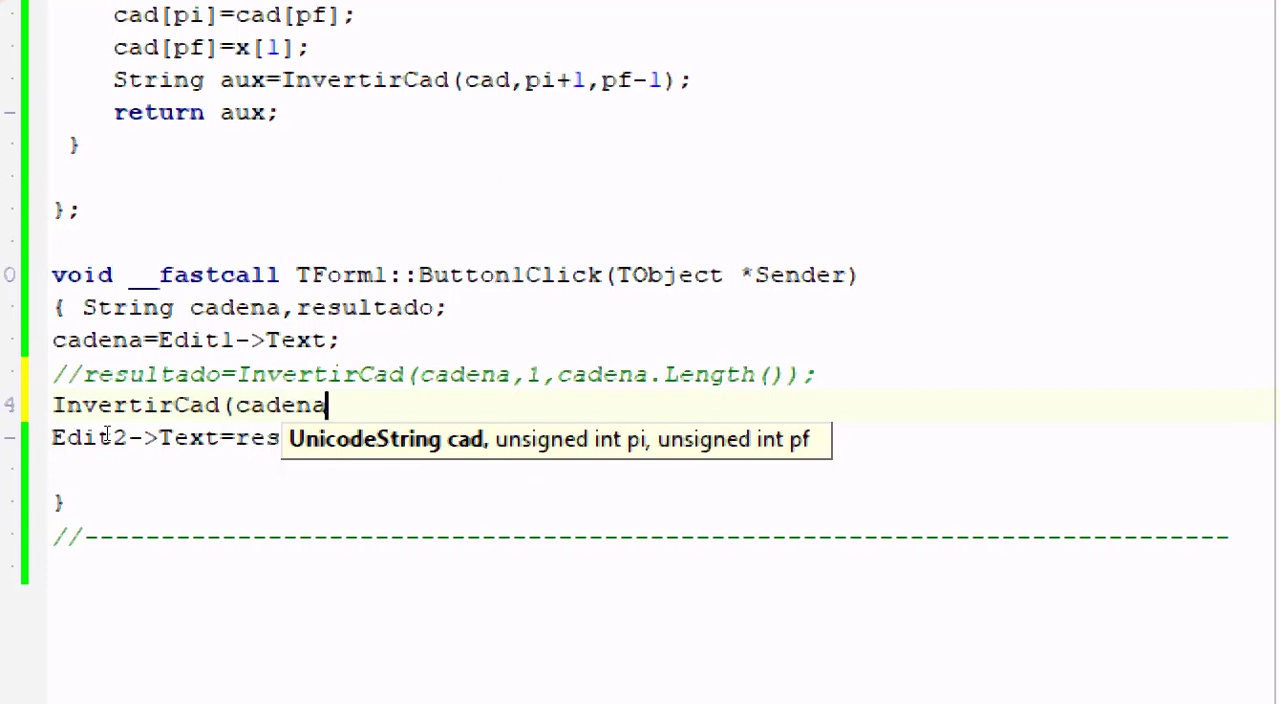 cad[pi]=cad[pf];
cad[pf]=x[1];
String aux=InvertirCad(cad,pi+1,pf-1);
return aux;
}
};
0 void __fastcall TForm1::Button1Click(TObject *Sender)
{ String cadena,resultado;
cadena=Edit1->Text;
//resultado=InvertirCad(cadena,1,cadena.Length());
4 InvertirCad(cadena
Edit2->Text=res
UnicodeString cad, unsigned int pi, unsigned int pf
}
//---------------------------------------------------------------------------